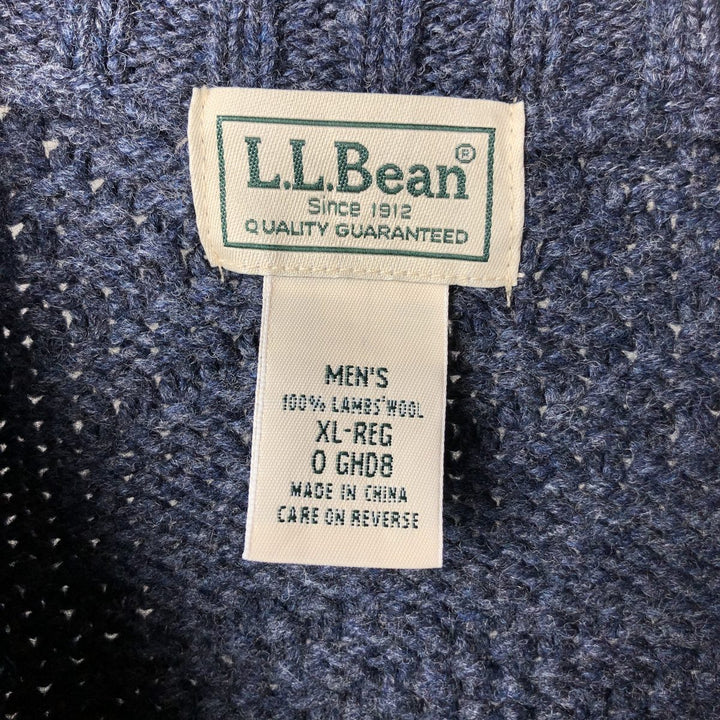 L.L.Bean®
Since 1912
QUALITY GUARANTEED
MEN'S
100% LAMBS'WOOL
XL-REG
0 GHD8
MADE IN CHINA
CARE ON REVERSE